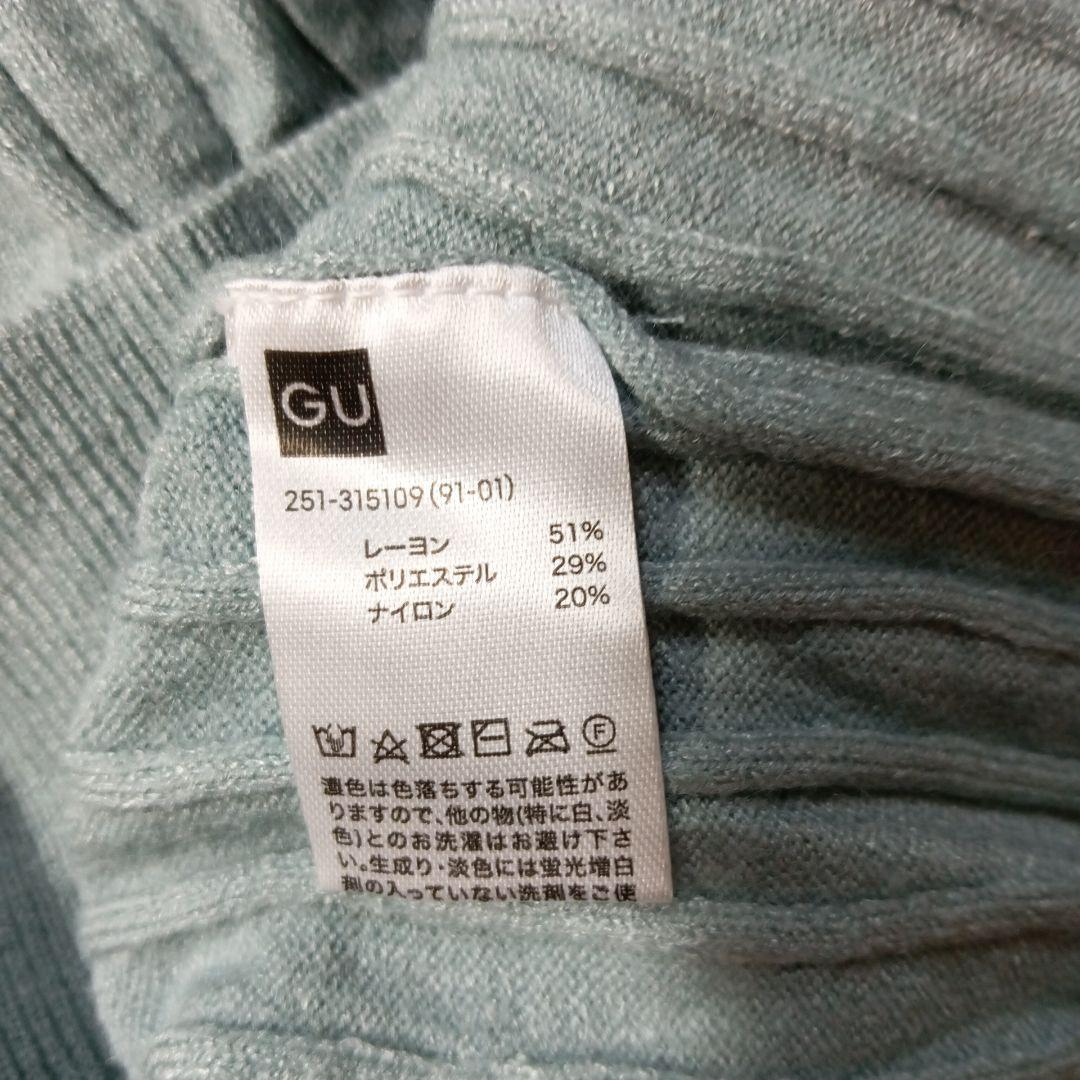 GU
251-315109(91-01)
レーヨン 51%
ポリエステル 29%
ナイロン 20%
F
濃色は色落ちする可能性があ
りますので、他の物(特に白、淡
色)とのお洗濯はお避け下さ
い。生成り・淡色には蛍光増白
剤の入っていない洗剤をご使